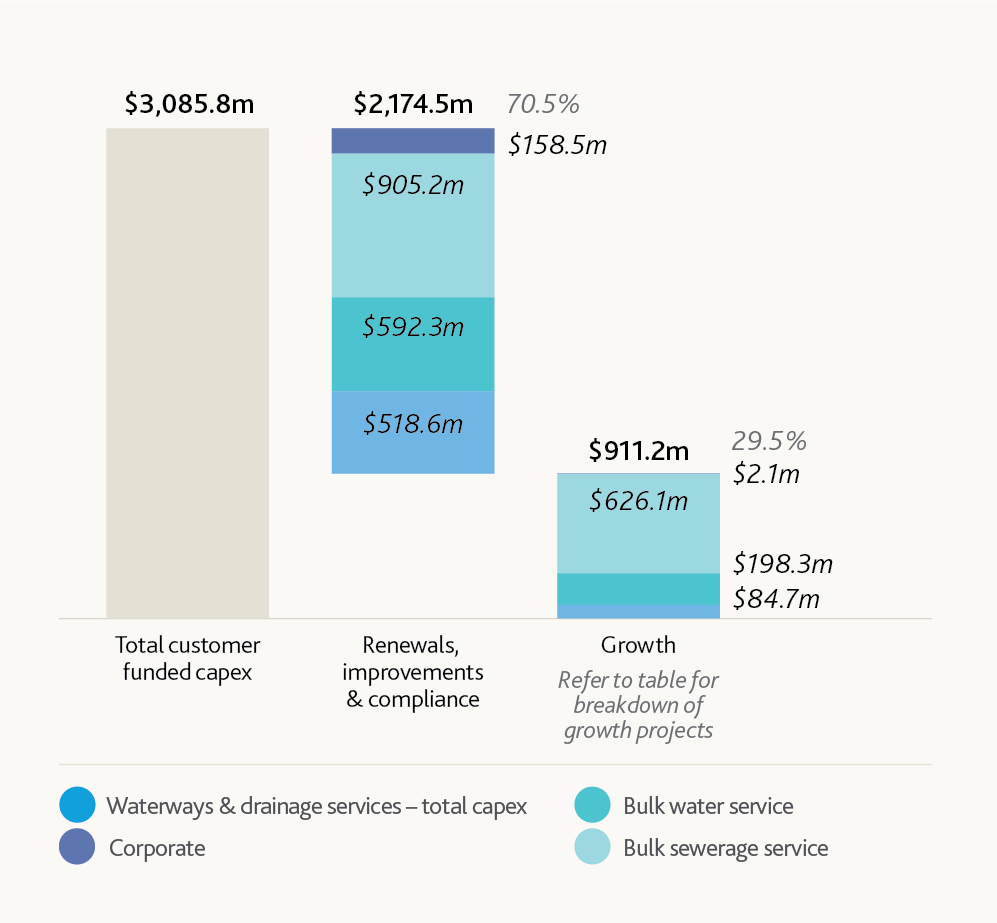 $3,085.8m
$2,174.5m
70.5%
$158.5m
$905.2m
$592.3m
$518.6m
$911.2m
29.5%
$2.1m
$626.1m
$198.3m
$84.7m
Total customer
funded capex
Renewals,
improvements
& compliance
Growth
Refer to table for
breakdown of
growth projects
Waterways & drainage services – total capex
Corporate
Bulk water service
Bulk sewerage service